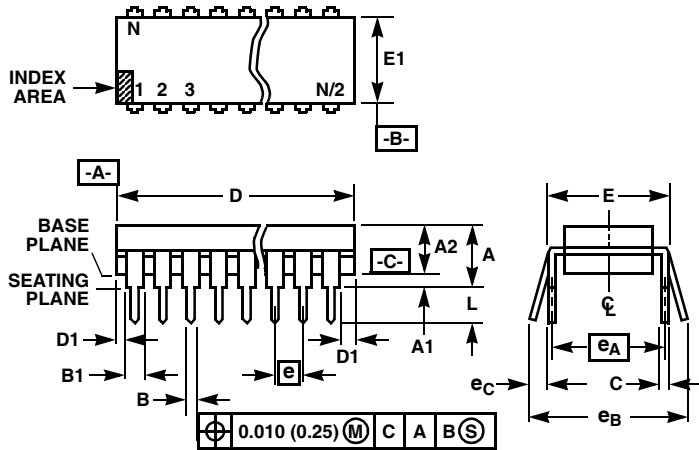 N
E1
INDEX
AREA
1 2 3 N/2
-B-
-A-
D
E
BASE
PLANE
A2
A
-C-
SEATING
PLANE
L
C
L
D1
A1
D1
eA
B1
e
eC
C
B
eB
0.010 (0.25) Ⓜ C A B Ⓢ